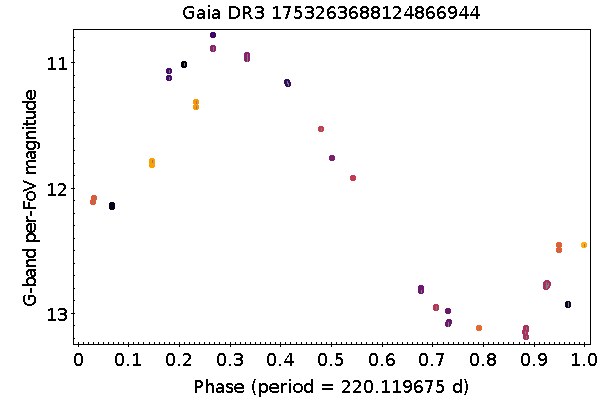 Gaia DR3 1753263688124866944
G-band per-FoV magnitude
11
12
13
0 0.1 0.2 0.3 0.4 0.5 0.6 0.7 0.8 0.9 1.0
Phase (period = 220.119675 d)